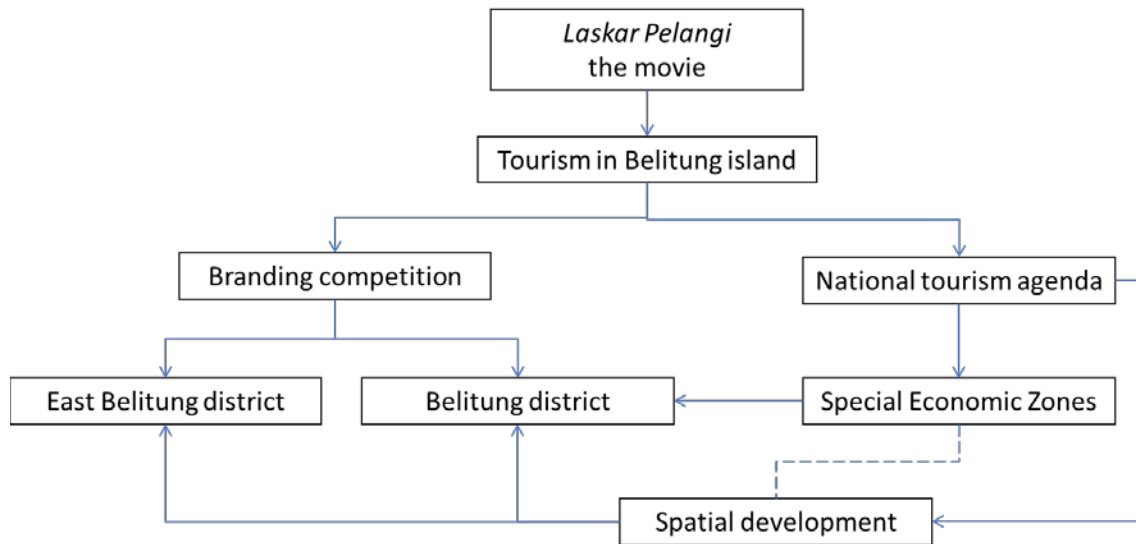 Laskar Pelangi
the movie
Tourism in Belitung island
Branding competition
National tourism agenda
East Belitung district
Belitung district
Special Economic Zones
Spatial development